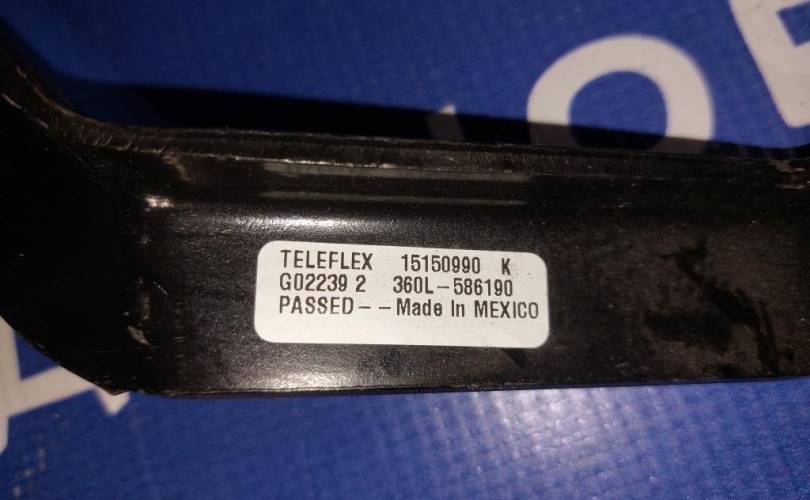 TELEFLEX 15150990 K
G02239 2 360L-586190
PASSED--Made In MEXICO